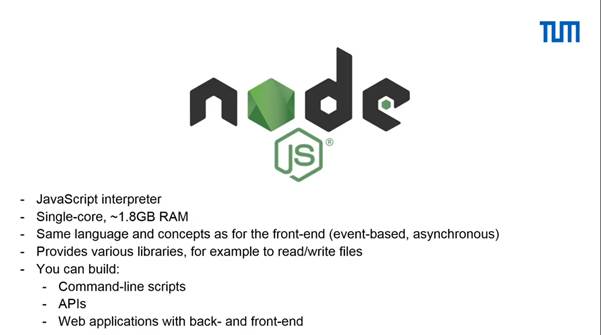 TUM
node
JS®
- JavaScript interpreter
- Single-core, ~1.8GB RAM
- Same language and concepts as for the front-end (event-based, asynchronous)
- Provides various libraries, for example to read/write files
- You can build:
- Command-line scripts
- APIs
- Web applications with back- and front-end